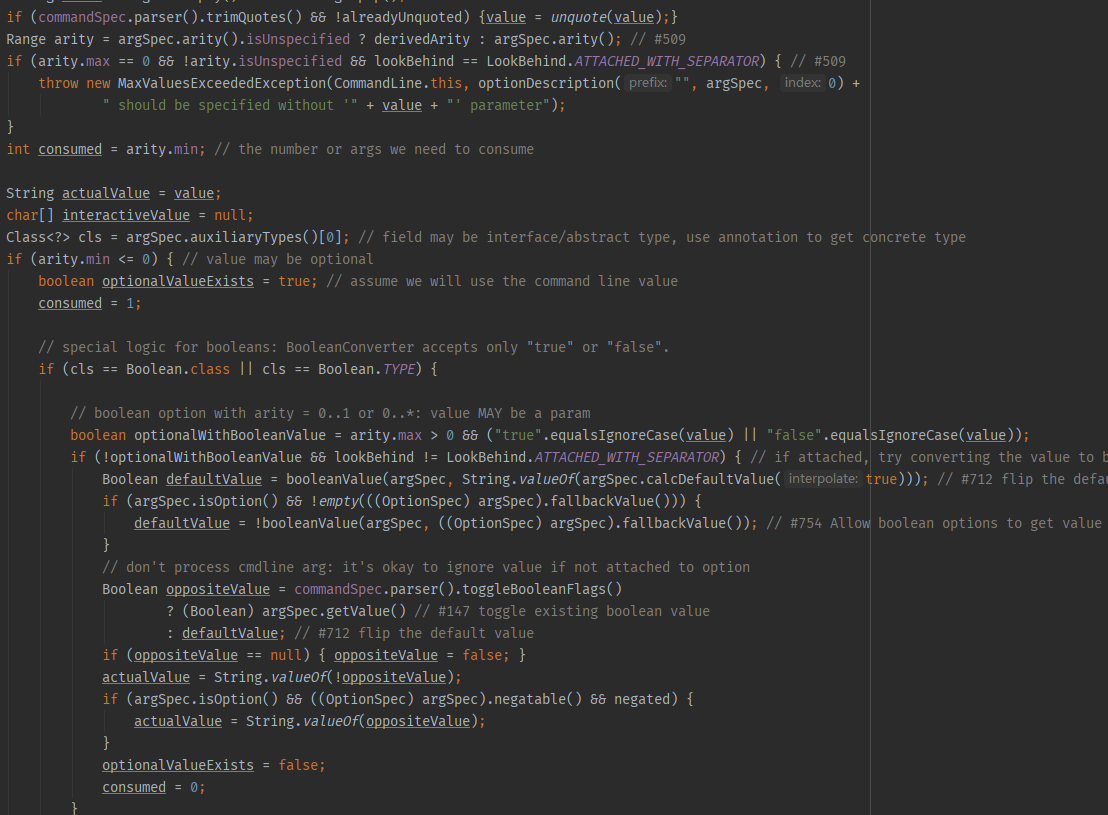 if (commandSpec.parser().trimQuotes() && !alreadyUnquoted) {value = unquote(value);}
Range arity = argSpec.arity().isUnspecified ? derivedArity : argSpec.arity(); // #509
if (arity.max == 0 && !arity.isUnspecified && lookBehind == LookBehind.ATTACHED_WITH_SEPARATOR) { // #509
    throw new MaxValuesExceededException(CommandLine.this, optionDescription( prefix: "", argSpec, index: 0) +
            " should be specified without '" + value + "' parameter");
}
int consumed = arity.min; // the number or args we need to consume

String actualValue = value;
char[] interactiveValue = null;
Class<?> cls = argSpec.auxiliaryTypes()[0]; // field may be interface/abstract type, use annotation to get concrete type
if (arity.min <= 0) { // value may be optional
    boolean optionalValueExists = true; // assume we will use the command line value
    consumed = 1;

    // special logic for booleans: BooleanConverter accepts only "true" or "false".
    if (cls == Boolean.class || cls == Boolean.TYPE) {

        // boolean option with arity = 0..1 or 0..*: value MAY be a param
        boolean optionalWithBooleanValue = arity.max > 0 && ("true".equalsIgnoreCase(value) || "false".equalsIgnoreCase(value));
        if (!optionalWithBooleanValue && lookBehind != LookBehind.ATTACHED_WITH_SEPARATOR) { // if attached, try converting the value to b
            Boolean defaultValue = booleanValue(argSpec, String.valueOf(argSpec.calcDefaultValue( interpolate: true))); // #712 flip the defau
            if (argSpec.isOption() && !empty(((OptionSpec) argSpec).fallbackValue())) {
                defaultValue = !booleanValue(argSpec, ((OptionSpec) argSpec).fallbackValue()); // #754 Allow boolean options to get value
            }
            // don't process cmdline arg: it's okay to ignore value if not attached to option
            Boolean oppositeValue = commandSpec.parser().toggleBooleanFlags()
                    ? (Boolean) argSpec.getValue() // #147 toggle existing boolean value
                    : defaultValue; // #712 flip the default value
            if (oppositeValue == null) { oppositeValue = false; }
            actualValue = String.valueOf(!oppositeValue);
            if (argSpec.isOption() && ((OptionSpec) argSpec).negatable() && negated) {
                actualValue = String.valueOf(oppositeValue);
            }
            optionalValueExists = false;
            consumed = 0;
        }